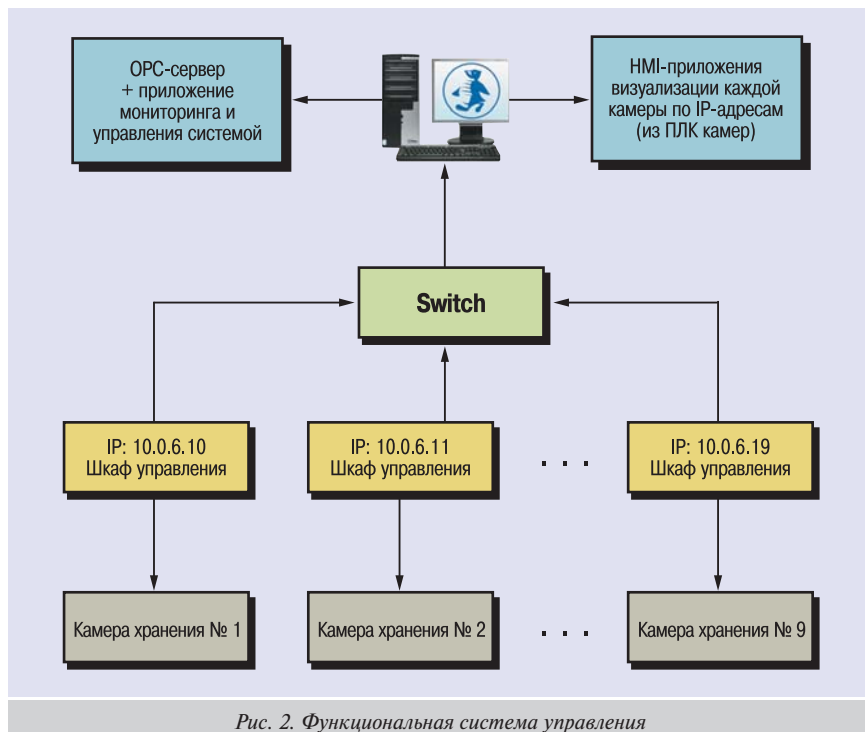 OPC-сервер
+ приложение
мониторинга и
управления системой
HMI-приложения
визуализации каждой
камеры по IP-адресам
(из ПЛК камер)
Switch
IP: 10.0.6.10
Шкаф управления
IP: 10.0.6.11
Шкаф управления
. . .
IP: 10.0.6.19
Шкаф управления
Камера хранения № 1
Камера хранения № 2
. . .
Камера хранения № 9
Рис. 2. Функциональная система управления